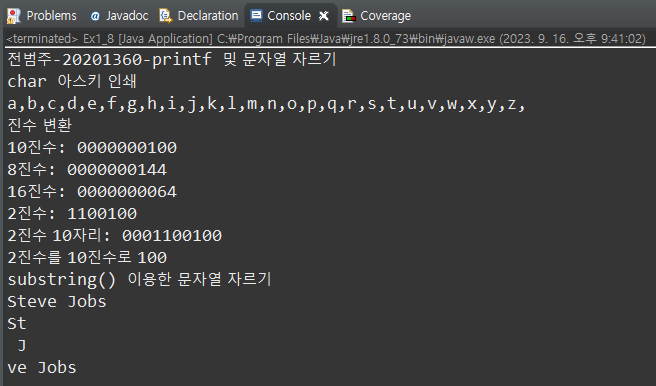 Problems @ Javadoc Declaration Console Coverage
<terminated> Ex1_8 [Java Application] C:₩Program Files₩Java₩jre1.8.0_73₩bin₩javaw.exe (2023. 9. 16. 오후 9:41:02)
전범주-20201360-printf 및 문자열 자르기
char 아스키 인쇄
a,b,c,d,e,f,g,h,i,j,k,l,m,n,o,p,q,r,s,t,u,v,w,x,y,z,
진수 변환
10진수: 0000000100
8진수: 0000000144
16진수: 0000000064
2진수: 1100100
2진수 10자리: 0001100100
2진수를 10진수로 100
substring() 이용한 문자열 자르기
Steve Jobs
St
 J
ve Jobs